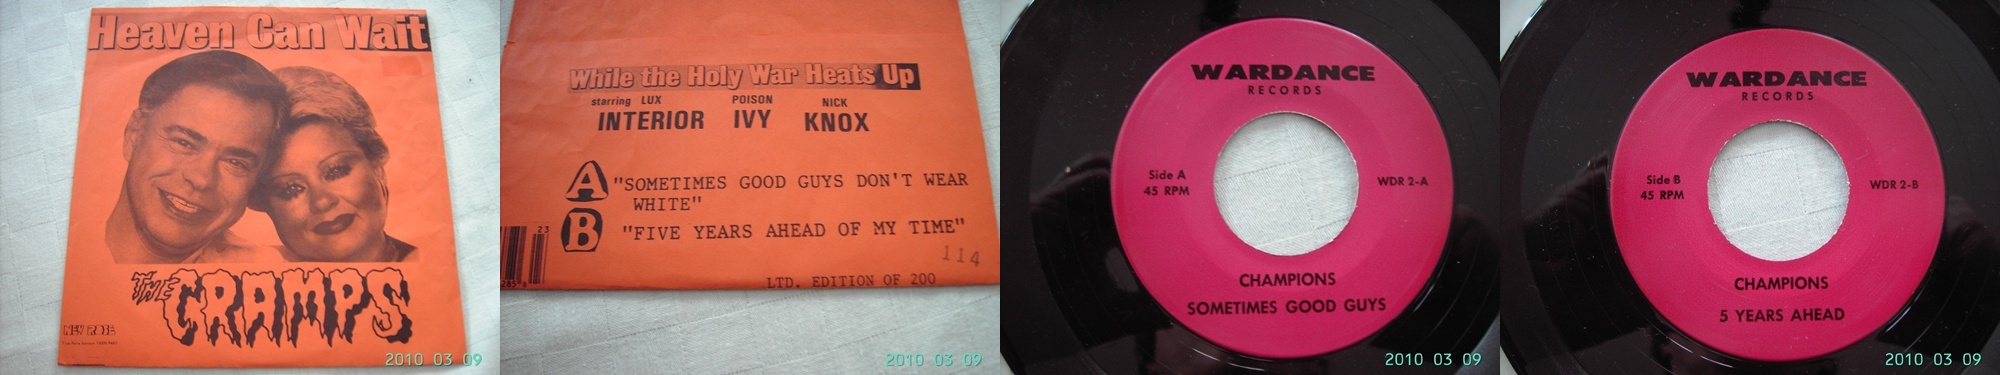 Heaven Can Wait
THE CRAMPS
2010 03 09
While the Holy War Heats Up
starring LUX INTERIOR POISON IVY NICK KNOX
A "SOMETIMES GOOD GUYS DON'T WEAR
WHITE"
B "FIVE YEARS AHEAD OF MY TIME"
23
114
LTD. EDITION OF 200
2010 03 09
WARDANCE
RECORDS
Side A
45 RPM
WDR 2-A
CHAMPIONS
SOMETIMES GOOD GUYS
2010 03 09
WARDANCE
RECORDS
Side B
45 RPM
WDR 2-B
CHAMPIONS
5 YEARS AHEAD
2010 03 09